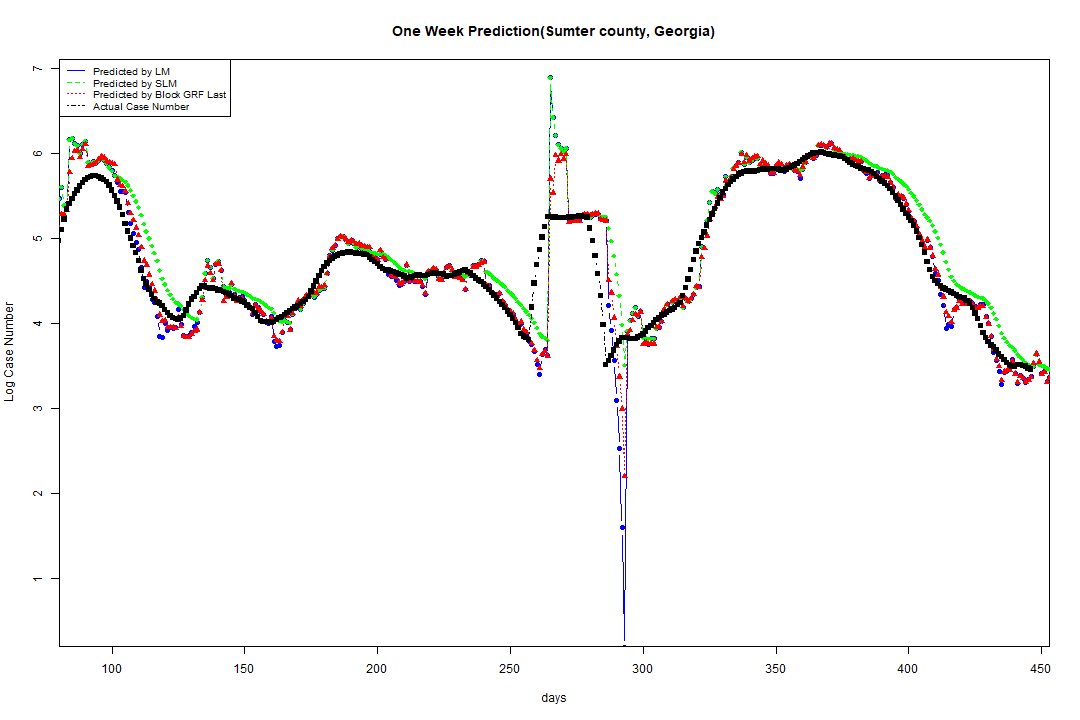 One Week Prediction(Sumter county, Georgia)
Predicted by LM
Predicted by SLM
Predicted by Block GRF Last
Actual Case Number
Log Case Number
7
6
5
4
3
2
1
100 150 200 250 300 350 400 450
days